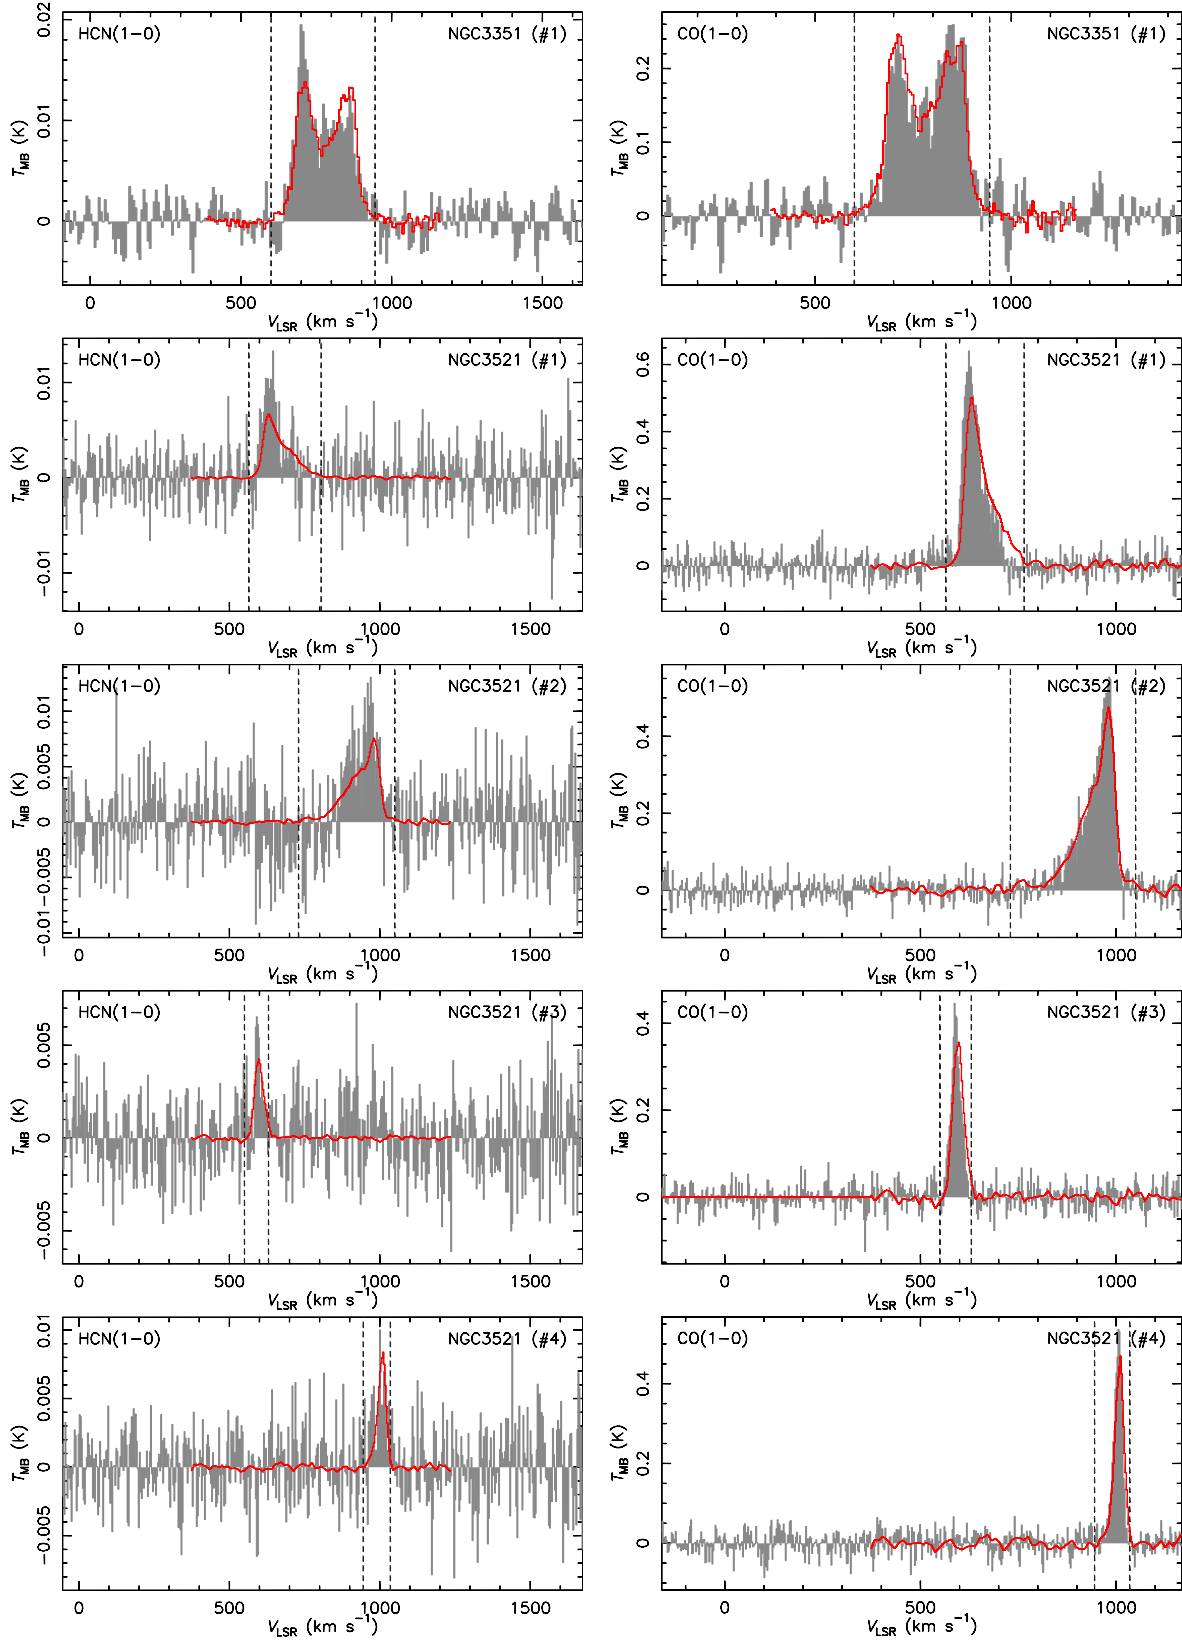 HCN(1−0) NGC3351 (#1)
T_MB (K)
0 0.01 0.02
0 500 1000 1500
V_LSR (km s⁻¹)
CO(1−0) NGC3351 (#1)
T_MB (K)
0 0.1 0.2
500 1000
V_LSR (km s⁻¹)
HCN(1−0) NGC3521 (#1)
T_MB (K)
−0.01 0 0.01
0 500 1000 1500
V_LSR (km s⁻¹)
CO(1−0) NGC3521 (#1)
T_MB (K)
0 0.2 0.4 0.6
0 500 1000
V_LSR (km s⁻¹)
HCN(1−0) NGC3521 (#2)
T_MB (K)
−0.01 −0.005 0 0.005 0.01
0 500 1000 1500
V_LSR (km s⁻¹)
CO(1−0) NGC3521 (#2)
T_MB (K)
0 0.2 0.4
0 500 1000
V_LSR (km s⁻¹)
HCN(1−0) NGC3521 (#3)
T_MB (K)
−0.005 0 0.005
0 500 1000 1500
V_LSR (km s⁻¹)
CO(1−0) NGC3521 (#3)
T_MB (K)
0 0.2 0.4
0 500 1000
V_LSR (km s⁻¹)
HCN(1−0) NGC3521 (#4)
T_MB (K)
−0.005 0 0.005 0.01
0 500 1000 1500
V_LSR (km s⁻¹)
CO(1−0) NGC3521 (#4)
T_MB (K)
0 0.2 0.4
0 500 1000
V_LSR (km s⁻¹)